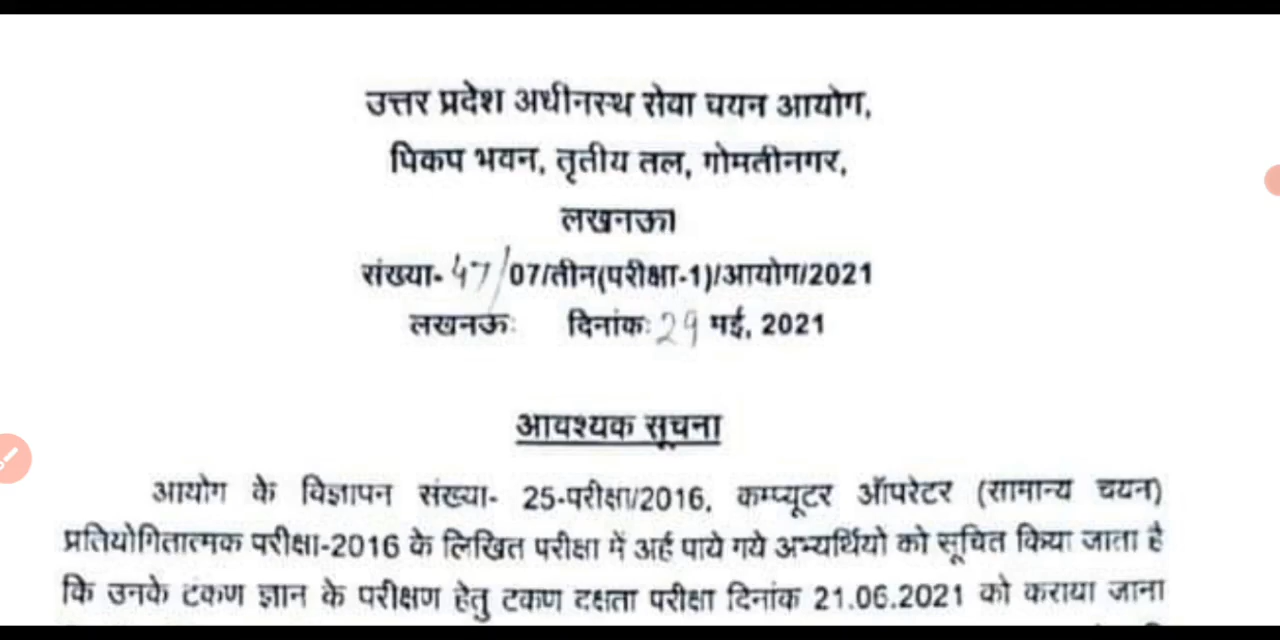 उत्तर प्रदेश अधीनस्थ सेवा चयन आयोग,
पिकप भवन, तृतीय तल, गोमतीनगर,
लखनऊ।
संख्या- 47/07/तीन(परीक्षा-1)/आयोग/2021
लखनऊः दिनांकः 29 मई, 2021
आवश्यक सूचना
आयोग के विज्ञापन संख्या- 25-परीक्षा/2016, कम्प्यूटर ऑपरेटर (सामान्य चयन)
प्रतियोगितात्मक परीक्षा-2016 के लिखित परीक्षा में अर्ह पाये गये अभ्यर्थियो को सूचित किया जाता है
कि उनके टंकण ज्ञान के परीक्षण हेतु टंकण दक्षता परीक्षा दिनांक 21.06.2021 को कराया जाना